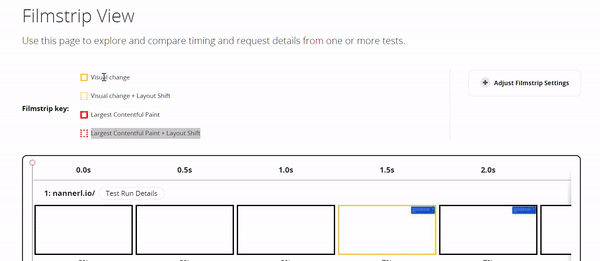 Filmstrip View
Use this page to explore and compare timing and request details from one or more tests.
Filmstrip key:
Visual change
Visual change + Layout Shift
Largest Contentful Paint
Largest Contentful Paint + Layout Shift
Adjust Filmstrip Settings
0.0s 0.5s 1.0s 1.5s 2.0s
1: nannerl.io/ Test Run Details